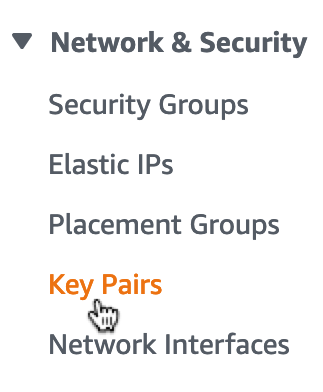 Network & Security
Security Groups
Elastic IPs
Placement Groups
Key Pairs
Network Interfaces